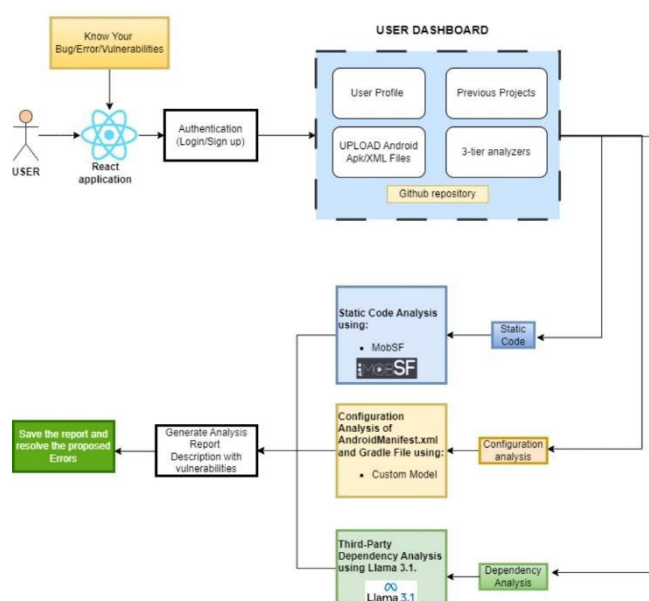 USER DASHBOARD
Know Your
Bug/Error/Vulnerabilities
User Profile
Previous Projects
Authentication
(Login/Sign up)
UPLOAD Android
Apk/XML Files
3-tier analyzers
USER
React
application
Github repository
Static Code Analysis
using:
• MobSF
MOBSF
Static
Code
Configuration
Analysis of
AndroidManifest.xml
and Gradle File using:
• Custom Model
Configuration
analysis
Generate Analysis
Report
Description with
vulnerabilities
Save the report and
resolve the proposed
Errors
Third-Party
Dependency Analysis
using Llama 3.1.
Llama 3.1
Dependency
Analysis